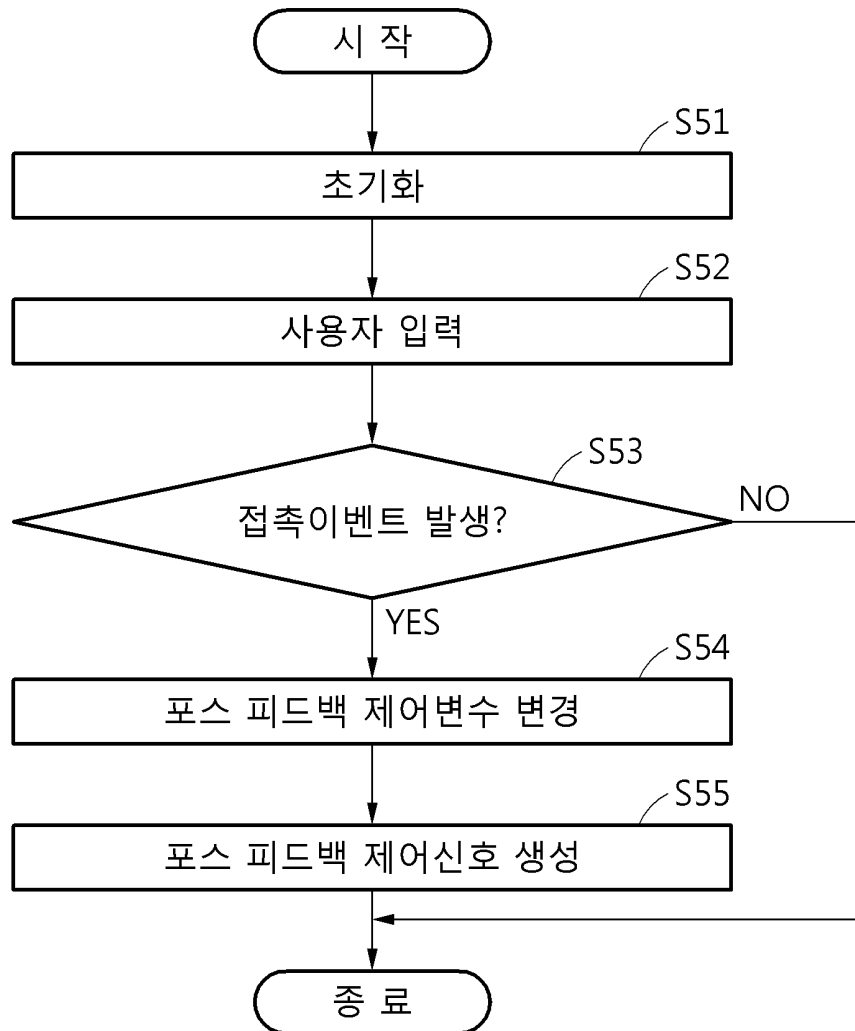 시 작
S51
초기화
S52
사용자 입력
S53
접촉이벤트 발생?
NO
YES
S54
포스 피드백 제어변수 변경
S55
포스 피드백 제어신호 생성
종 료